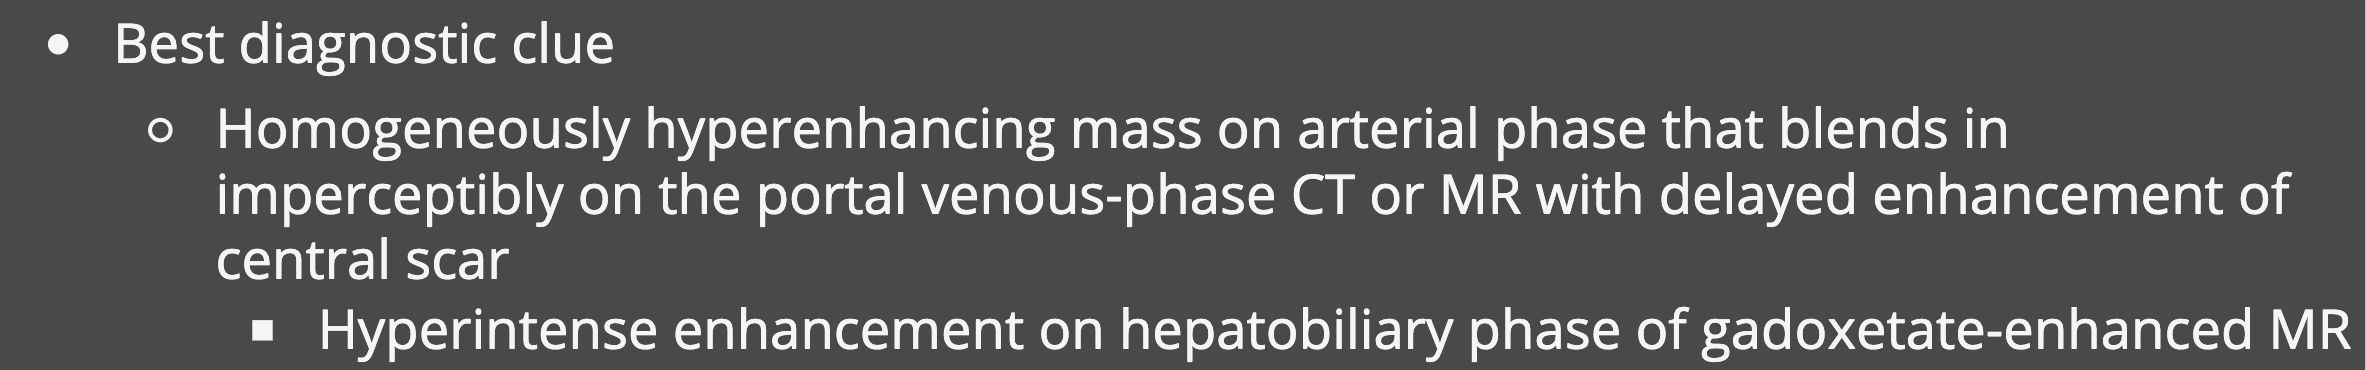 • Best diagnostic clue
○ Homogeneously hyperenhancing mass on arterial phase that blends in
imperceptibly on the portal venous-phase CT or MR with delayed enhancement of
central scar
▪ Hyperintense enhancement on hepatobiliary phase of gadoxetate-enhanced MR